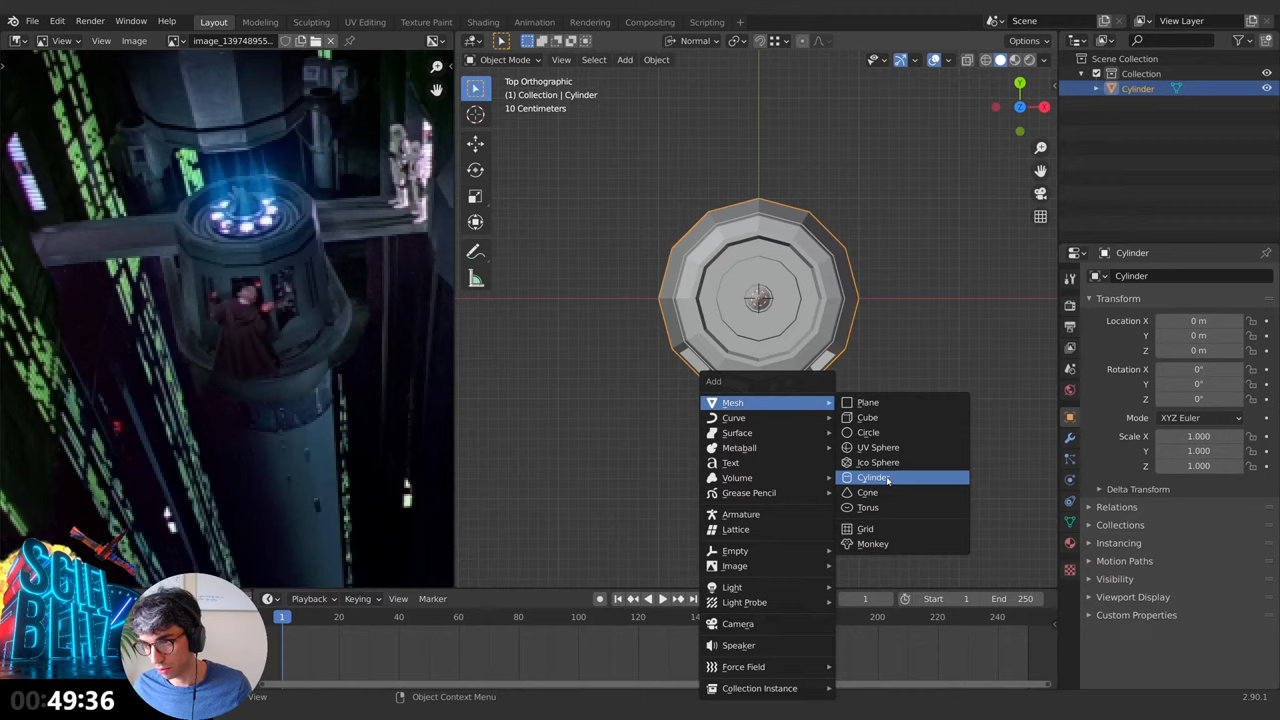 File Edit Render Window Help
Layout Modeling Sculpting UV Editing Texture Paint Shading Animation Rendering Compositing Scripting +
Scene
View Layer
View View Image image_139748955...
Normal
Options
Object Mode View Select Add Object
Top Orthographic
(1) Collection | Cylinder
10 Centimeters
Y
Z
X
Scene Collection
Collection
Cylinder
Cylinder
Cylinder
Transform
Location X 0 m
Y 0 m
Z 0 m
Rotation X 0°
Y 0°
Z 0°
Mode XYZ Euler
Scale X 1.000
Y 1.000
Z 1.000
Delta Transform
Relations
Collections
Instancing
Motion Paths
Visibility
Viewport Display
Custom Properties
Add
Mesh
Curve
Surface
Metaball
Text
Volume
Grease Pencil
Armature
Lattice
Empty
Image
Light
Light Probe
Camera
Speaker
Force Field
Collection Instance
Plane
Cube
Circle
UV Sphere
Ico Sphere
Cylinder
Cone
Torus
Grid
Monkey
Playback Keying View Marker
1 Start 1 End 250
1 20 40 60 80 100 120 200 220 240
SCIFI
BLITZ
00:49:36
View
Object Context Menu
2.90.1